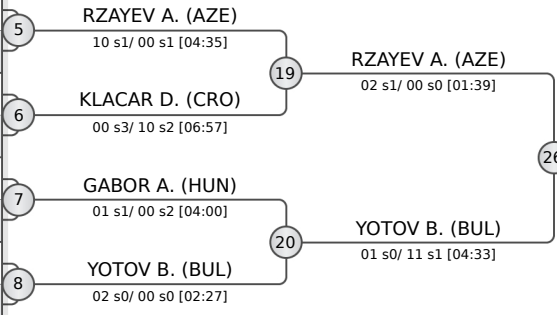 RZAYEV A. (AZE)
5
10 s1/ 00 s1 [04:35]
19
RZAYEV A. (AZE)
02 s1/ 00 s0 [01:39]
KLACAR D. (CRO)
6
00 s3/ 10 s2 [06:57]
26
GABOR A. (HUN)
7
01 s1/ 00 s2 [04:00]
20
YOTOV B. (BUL)
01 s0/ 11 s1 [04:33]
YOTOV B. (BUL)
8
02 s0/ 00 s0 [02:27]